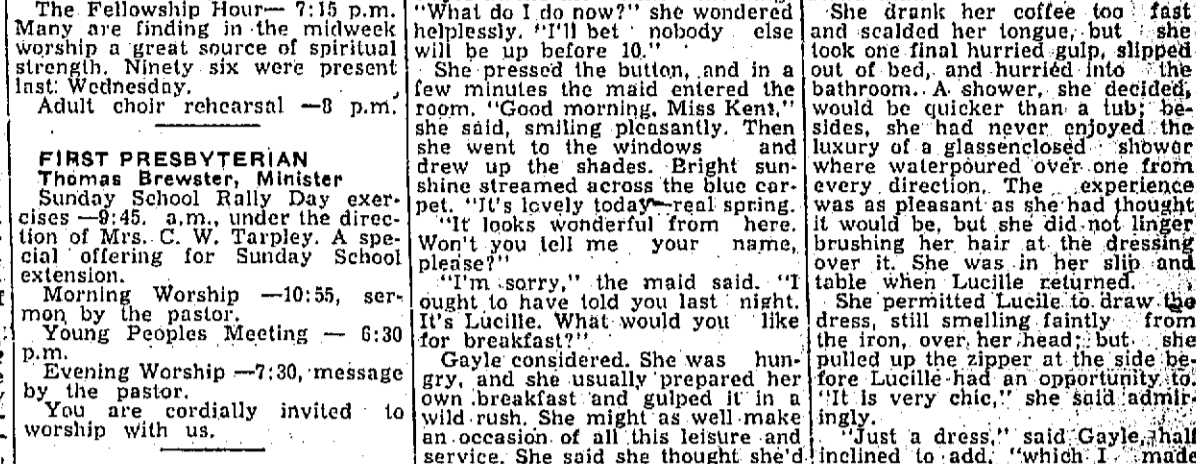 The Fellowship Hour— 7:15 p.m.
Many are finding in the midweek
worship a great source of spiritual
strength. Ninety six were present
last Wednesday.
Adult choir rehearsal —8 p.m.
FIRST PRESBYTERIAN
Thomas Brewster, Minister
Sunday School Rally Day exer-
cises —9:45. a.m., under the direc-
tion of Mrs. C. W. Tarpley. A spe-
cial offering for Sunday School
extension.
Morning Worship —10:55, ser-
mon by the pastor.
Young Peoples Meeting — 6:30
p.m.
Evening Worship —7:30, message
by the pastor.
You are cordially invited to
worship with us.
"What do I do now?" she wondered
helplessly. "I'll bet nobody else
will be up before 10."
She pressed the button, and in a
few minutes the maid entered the
room. "Good morning, Miss Kent,"
she said, smiling pleasantly. Then
she went to the windows and
drew up the shades. Bright sun-
shine streamed across the blue car-
pet. "It's lovely today—real spring.
"It looks wonderful from here.
Won't you tell me your name,
please?"
"I'm sorry," the maid said. "I
ought to have told you last night.
It's Lucille. What would you like
for breakfast?"
Gayle considered. She was hun-
gry, and she usually prepared her
own breakfast and gulped it in a
wild rush. She might as well make
an occasion of all this leisure and
service. She said she thought she'd
She drank her coffee too fast
and scalded her tongue, but she
took one final hurried gulp, slipped
out of bed, and hurried into the
bathroom. A shower, she decided,
would be quicker than a tub; be-
sides, she had never enjoyed the
luxury of a glassenclosed shower
where waterpoured over one from
every direction. The experience
was as pleasant as she had thought
it would be, but she did not linger
brushing her hair at the dressing
over it. She was in her slip and
table when Lucille returned.
She permitted Lucile to draw the
dress, still smelling faintly from
the iron, over her head; but she
pulled up the zipper at the side be-
fore Lucille had an opportunity to.
"It is very chic," she said admir-
ingly.
"Just a dress," said Gayle, half
inclined to add, "which I made